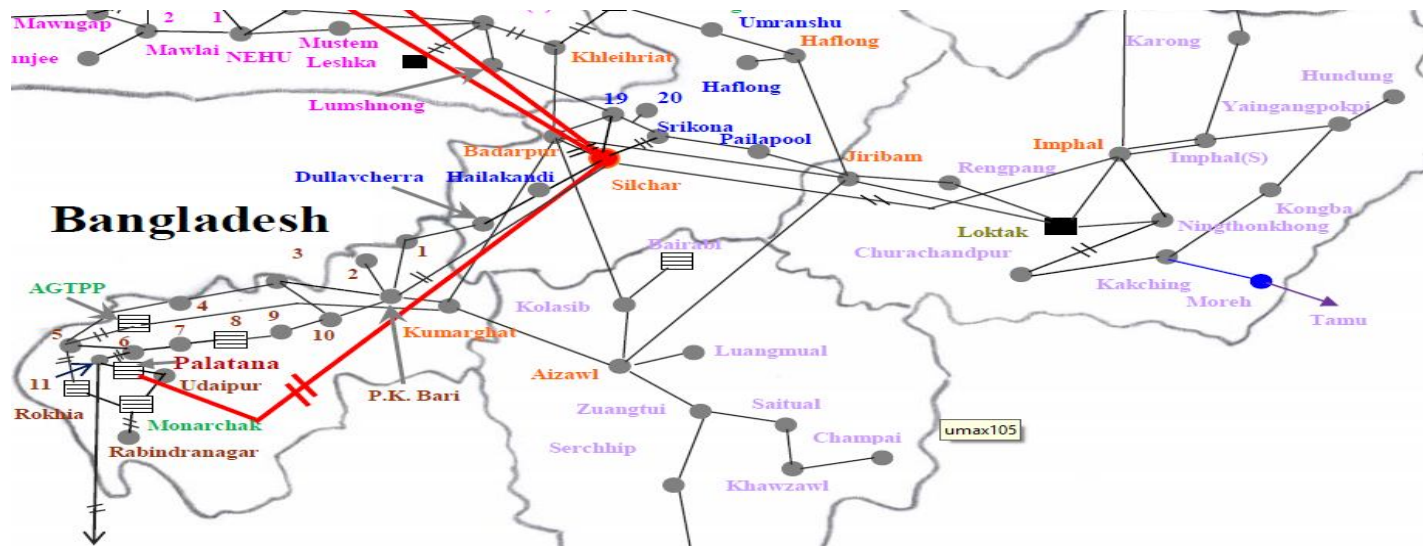 2
1
Mawngap
unjee
Mawlai
NEHU
Mustem
Leshka
Lumshnong
Khleihriat
Umranshu
Haflong
Haflong
Karong
Hundung
Yaingangpokpi
19
20
Srikona
Pailapool
Badarpur
Silchar
Jiribam
Rengpang
Imphal
Imphal(S)
Dullavcherra
Hailakandi
Bangladesh
Loktak
Ningthonkhong
Kongba
Churachandpur
Kakching
Moreh
Tamu
Bairabi
Kolasib
3
2
1
AGTPP
4
5
6
7
8
9
10
Kumarghat
Palatana
Udaipur
11
Rokhia
P.K. Bari
Monarchak
Rabindranagar
Aizawl
Luangmual
Zuangtui
Saitual
Serchhip
Champai
Khawzawl
umax105